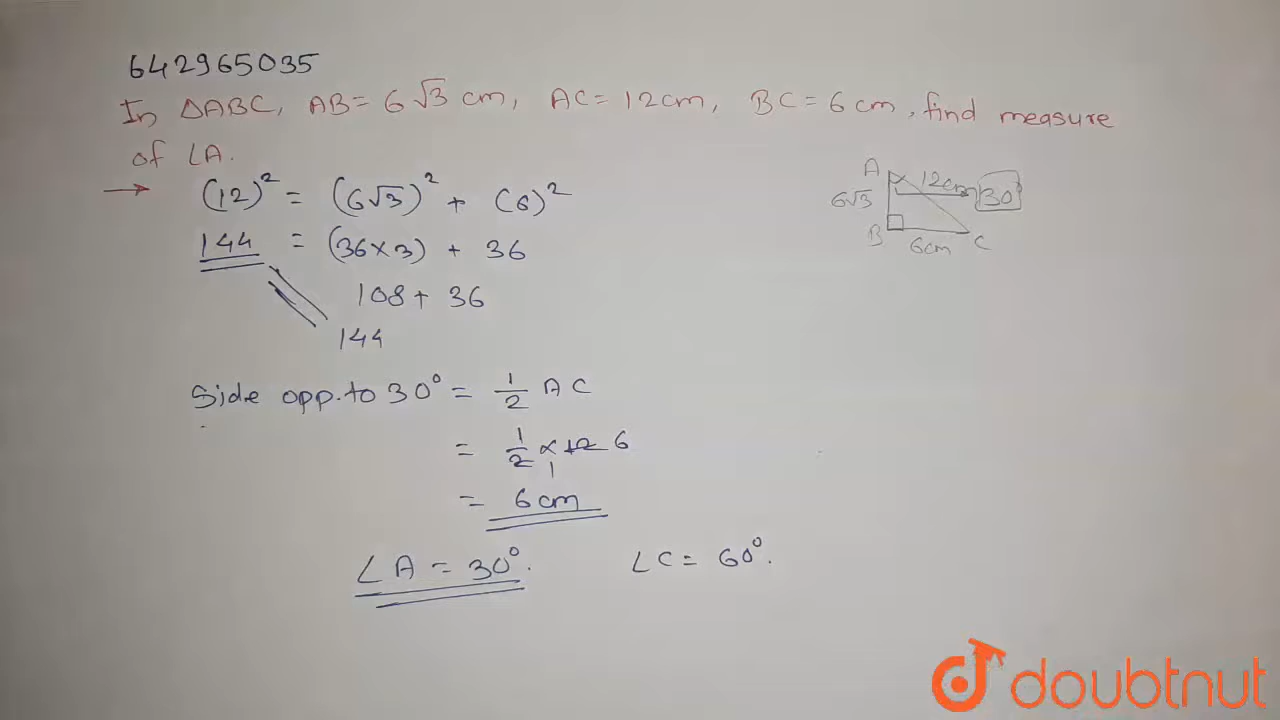 642965035
In ΔABC, AB = 6√3 cm, AC = 12cm, BC = 6 cm, find measure
of ∠A.
→ (12)² = (6√3)² + (6)²
144 = (36×3) + 36
108 + 36
144
A
12cm
30
6√3
B
6cm
C
Side opp. to 30° = 1/2 AC
= 1/2 × 12 6
1
= 6cm
∠A = 30°. ∠C = 60°.
doubtnut